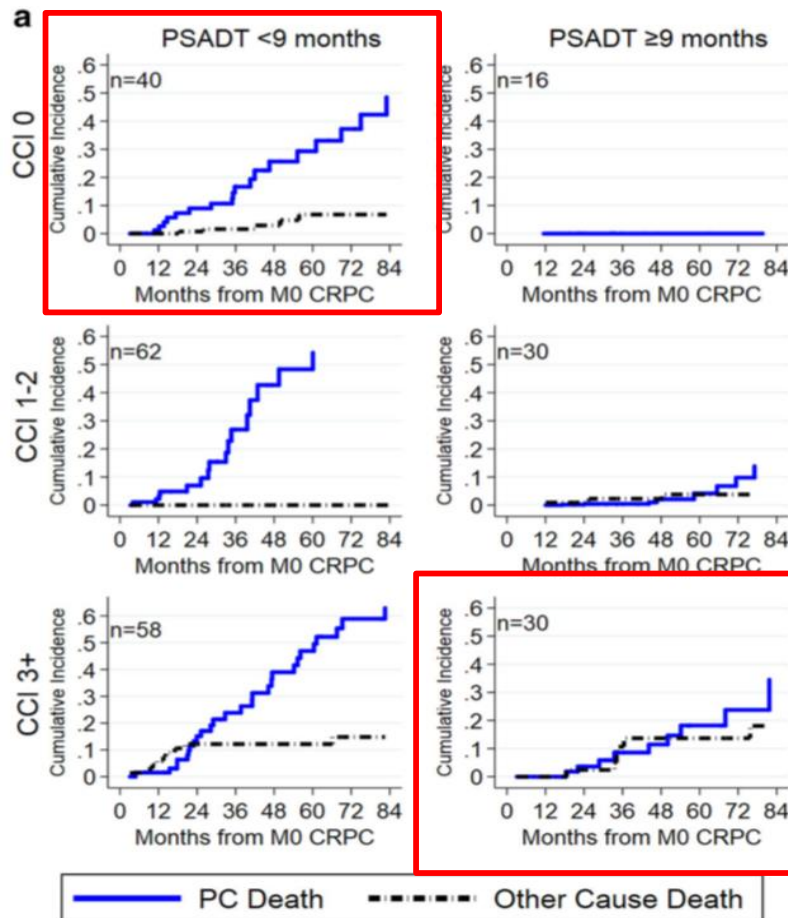 a
PSADT <9 months
PSADT ≥9 months
CCI 0
Cumulative Incidence
.6
.5
.4
.3
.2
.1
0
n=40
0 12 24 36 48 60 72 84
Months from M0 CRPC
Cumulative Incidence
.6
.5
.4
.3
.2
.1
0
n=16
0 12 24 36 48 60 72 84
Months from M0 CRPC
CCI 1-2
Cumulative Incidence
.6
.5
.4
.3
.2
.1
0
n=62
0 12 24 36 48 60 72 84
Months from M0 CRPC
Cumulative Incidence
.6
.5
.4
.3
.2
.1
0
n=30
0 12 24 36 48 60 72 84
Months from M0 CRPC
CCI 3+
Cumulative Incidence
.6
.5
.4
.3
.2
.1
0
n=58
0 12 24 36 48 60 72 84
Months from M0 CRPC
Cumulative Incidence
.6
.5
.4
.3
.2
.1
0
n=30
0 12 24 36 48 60 72 84
Months from M0 CRPC
PC Death
Other Cause Death